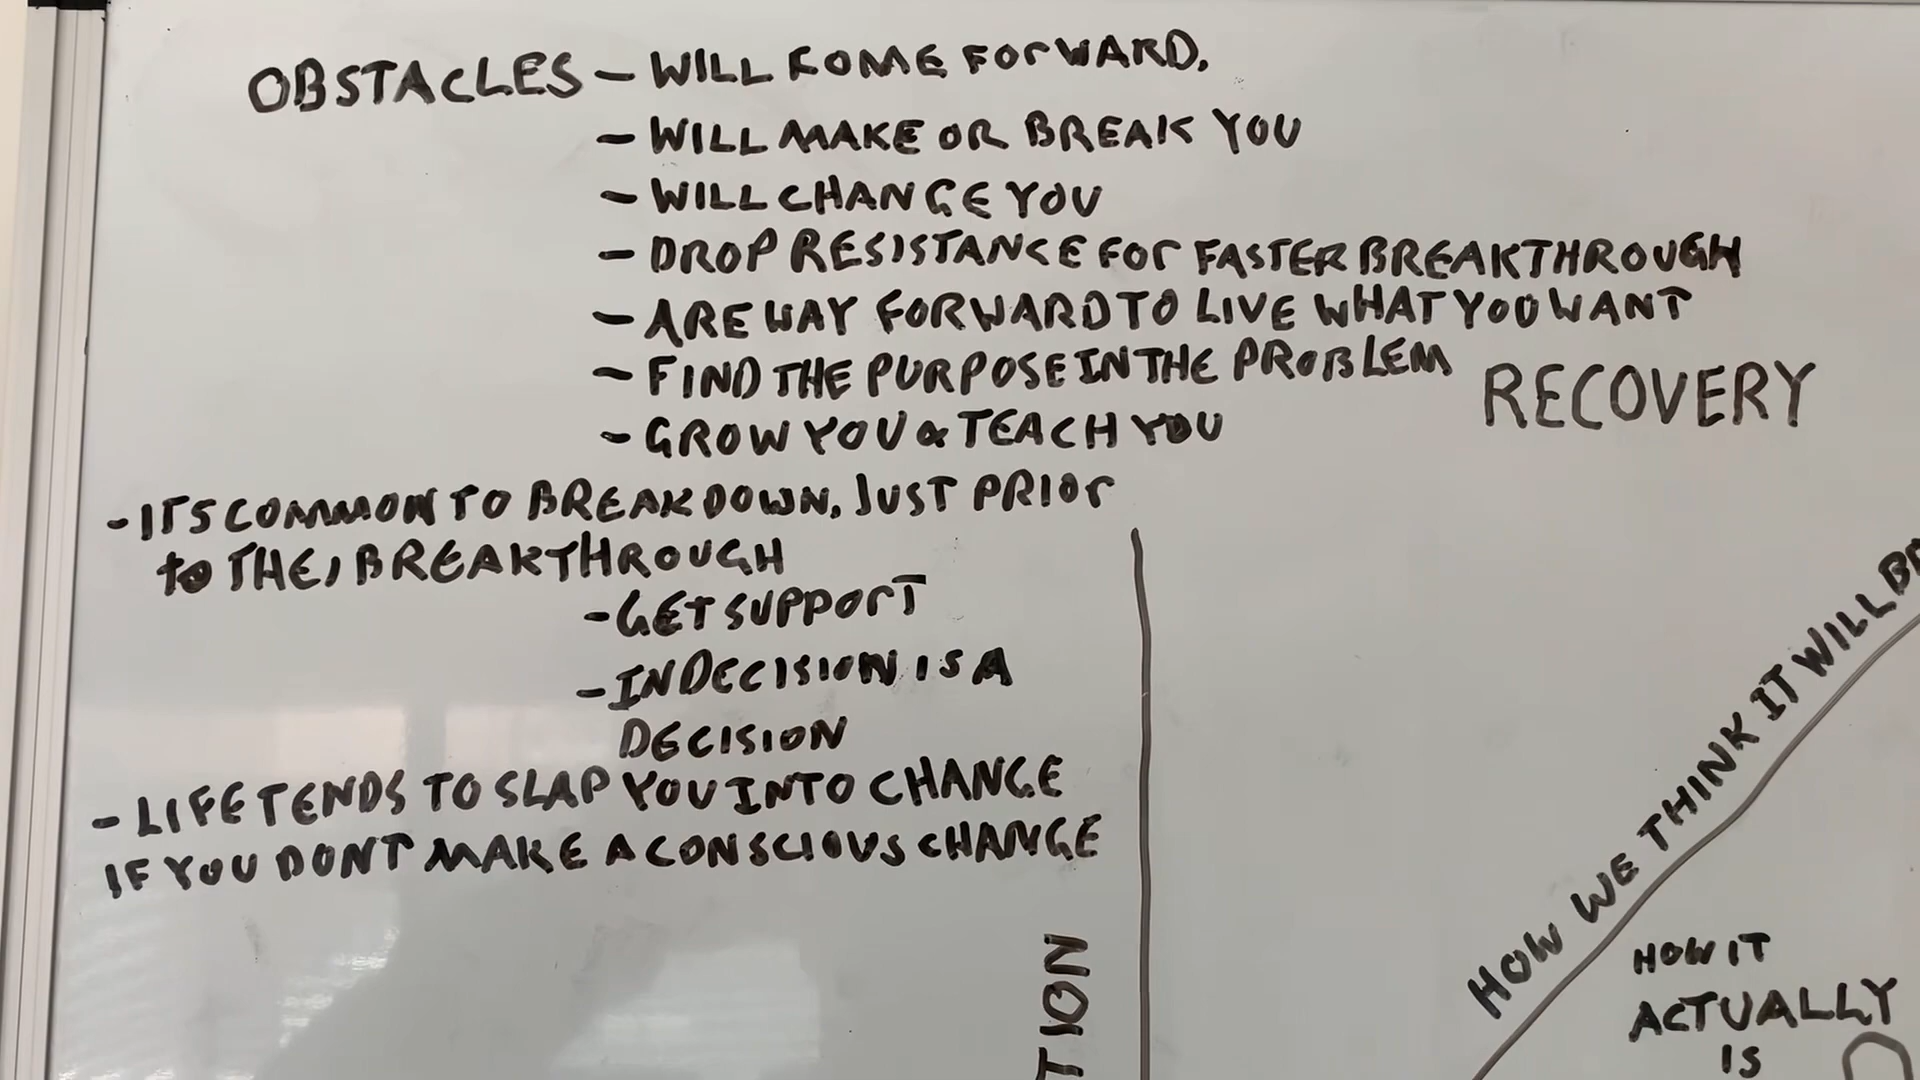 OBSTACLES - WILL COME FORWARD.
- WILL MAKE OR BREAK YOU
- WILL CHANGE YOU
- DROP RESISTANCE FOR FASTER BREAKTHROUGH
- ARE WAY FORWARD TO LIVE WHAT YOU WANT
- FIND THE PURPOSE IN THE PROBLEM
- GROW YOU & TEACH YOU
RECOVERY
- ITS COMMON TO BREAK DOWN, JUST PRIOR
to THE, BREAKTHROUGH
- GET SUPPORT
- INDECISION IS A
DECISION
- LIFE TENDS TO SLAP YOU INTO CHANGE
IF YOU DONT MAKE A CONSCIOUS CHANGE
TION
HOW WE THINK IT WILL
HOW IT
ACTUALLY
IS